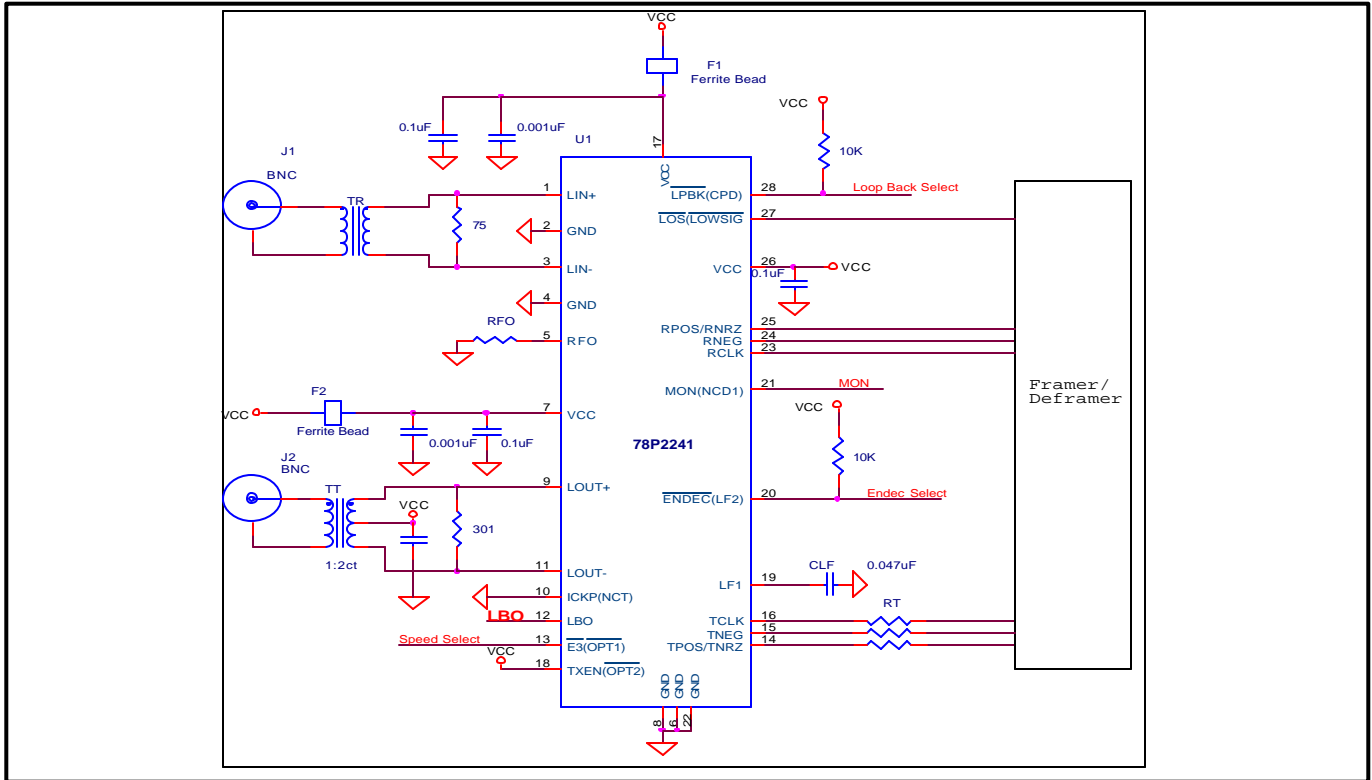 VCC
F1
Ferrite Bead
VCC
0.1uF
0.001uF
U1
17
10K
J1
BNC
VCC
TR
1
LIN+
LPBK(CPD)
28
Loop Back Select
LOS(LOWSIG
27
75
2
GND
3
LIN-
VCC
26
VCC
0.1uF
4
GND
RFO
5
RFO
RPOS/RNRZ
25
RNEG
24
RCLK
23
Framer/
Deframer
MON(NCD1)
21
MON
F2
VCC
Ferrite Bead
7
VCC
VCC
0.001uF
0.1uF
78P2241
10K
J2
BNC
TT
9
LOUT+
ENDEC(LF2)
20
Endec Select
VCC
301
1:2ct
11
LOUT-
LF1
19
CLF
0.047uF
10
ICKP(NCT)
RT
LBO
12
LBO
TCLK
16
TNEG
15
TPOS/TNRZ
14
Speed Select
13
E3(OPT1)
VCC
18
TXEN(OPT2)
GND
GND
GND
8
6
22